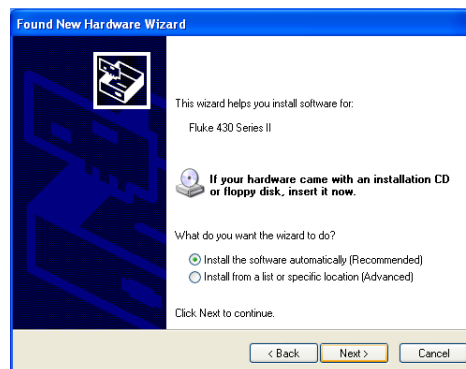 Found New Hardware Wizard
This wizard helps you install software for:
Fluke 430 Series II
If your hardware came with an installation CD
or floppy disk, insert it now.
What do you want the wizard to do?
Install the software automatically (Recommended)
Install from a list or specific location (Advanced)
Click Next to continue.
< Back Next > Cancel